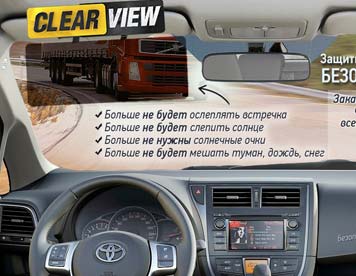 CLEAR VIEW
Защити
БЕЗО
Зака
все
✔ Больше не будет ослеплять встречка
✔ Больше не будет слепить солнце
✔ Больше не нужны солнечные очки
✔ Больше не будет мешать туман, дождь, снег
TOYOTA